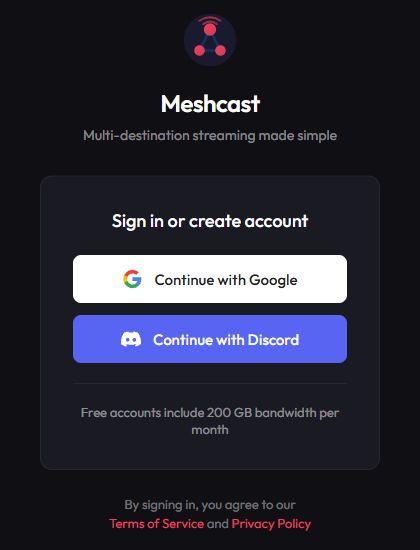 Meshcast
Multi-destination streaming made simple
Sign in or create account
Continue with Google
Continue with Discord
Free accounts include 200 GB bandwidth per
month
By signing in, you agree to our
Terms of Service and Privacy Policy